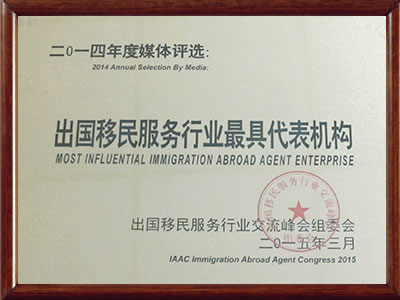 二〇一四年度媒体评选:
2014 Annual Selection By Media:
出国移民服务行业最具代表机构
MOST INFLUENTIAL IMMIGRATION ABROAD AGENT ENTERPRISE
出国移民服务行业交流峰会组委会
二〇一五年三月
IAAC Immigration Abroad Agent Congress 2015